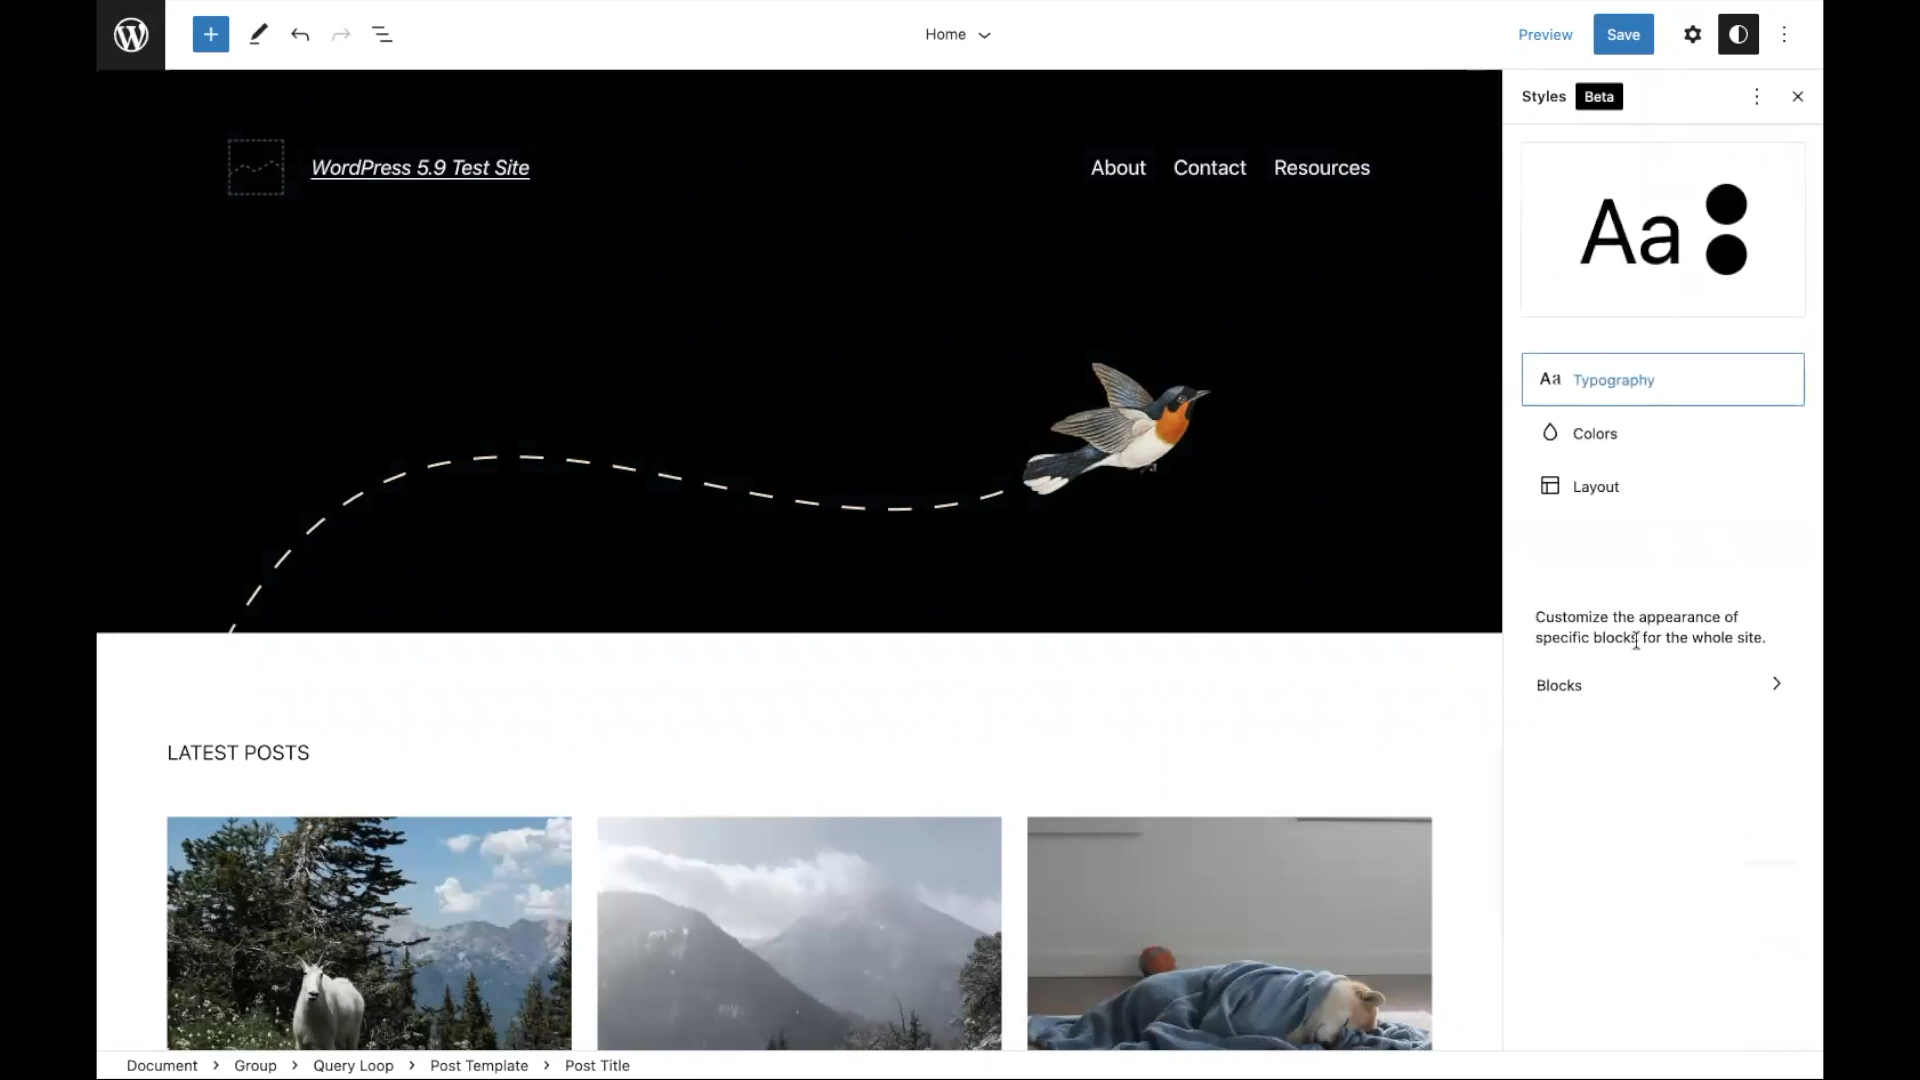 Home
Preview
Save
Styles
Beta
WordPress 5.9 Test Site
About
Contact
Resources
Aa
Aa Typography
Colors
Layout
Customize the appearance of
specific blocks for the whole site.
Blocks
LATEST POSTS
Document > Group > Query Loop > Post Template > Post Title